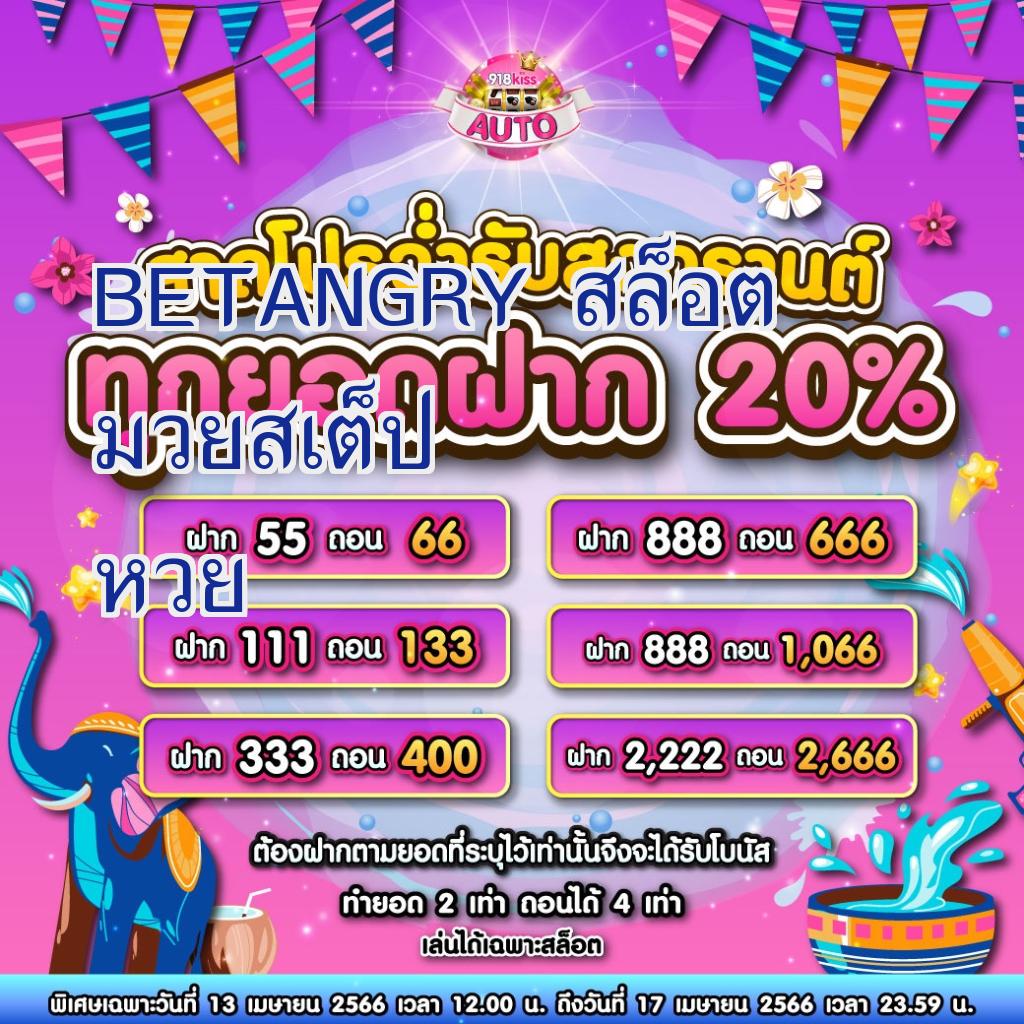 918kiss
AUTO
BETANGRY สล็อต
ทุกยอดฝาก 20%
มวยสเต็ป
ฝาก 55 ถอน 66
ฝาก 888 ถอน 666
หวย
ฝาก 111 ถอน 133
ฝาก 888 ถอน 1,066
ฝาก 333 ถอน 400
ฝาก 2,222 ถอน 2,666
ต้องฝากตามยอดที่ระบุไว้เท่านั้นจึงจะได้รับโบนัส
ทำยอด 2 เท่า ถอนได้ 4 เท่า
เล่นได้เฉพาะสล็อต
พิเศษเฉพาะวันที่ 13 เมษายน 2566 เวลา 12.00 น. ถึงวันที่ 17 เมษายน 2566 เวลา 23.59 น.